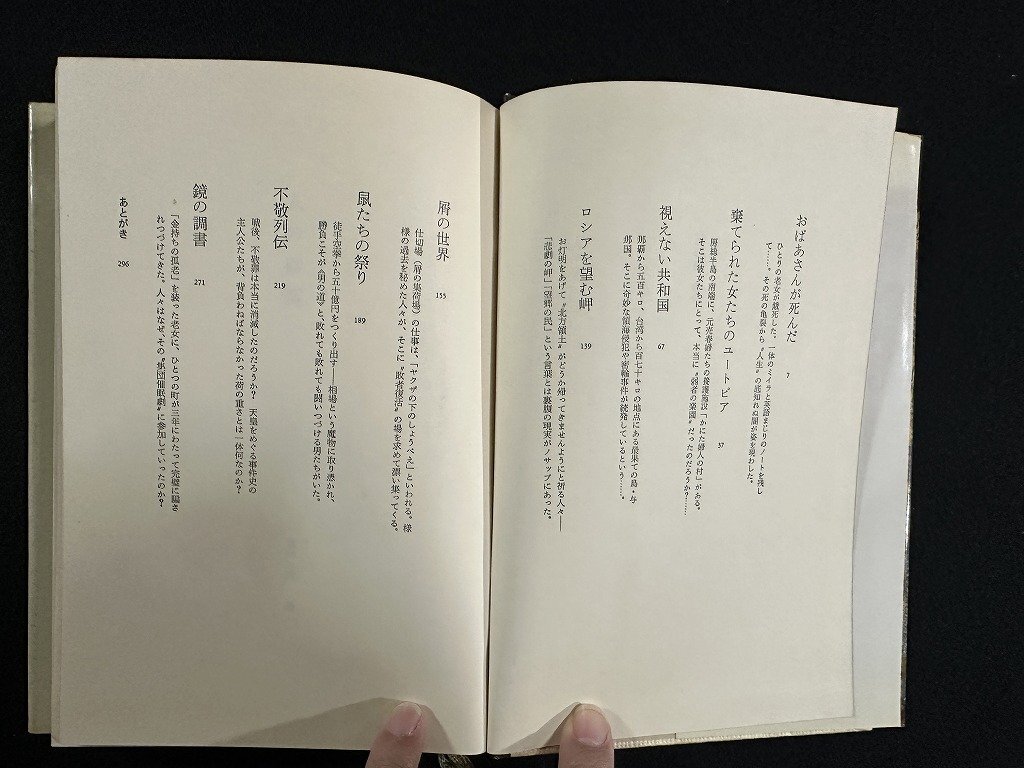 おばあさんが死んだ
7
ひとりの老女が餓死した。一体のミイラと英語まじりのノートを残し
て……。その死の亀裂から〝人生〟の底知れぬ闇が姿を現わした。
棄てられた女たちのユートピア
37
房総半島の南端に、元売春婦たちの養護施設「かにた婦人の村」がある。
そこは彼女たちにとって、本当に〝弱者の楽園〟だったのだろうか?……
視えない共和国
67
那覇から五百キロ、台湾から百七十キロの地点にある最果ての島・与
那国。そこに奇妙な領海侵犯や密輸事件が続発しているという……。
ロシアを望む岬
139
お灯明をあげて〝北方領土〟がどうか帰ってきませんようにと祈る人々――
「悲劇の岬」「望郷の民」という言葉とは裏腹の現実がノサップにあった。
屑の世界
155
仕切場(屑の集荷場)の仕事は、「ヤクザの下のしょうべえ」といわれる。様
様の過去を秘めた人々が、そこに〝敗者復活〟の場を求めて漂い集ってくる。
鼠たちの祭り
189
徒手空拳から五十億円をつくり出す――相場という魔物に取り憑かれ、
勝負こそが《男の道》と、敗れても敗れても闘いつづける男たちがいた。
不敬列伝
219
戦後、不敬罪は本当に消滅したのだろうか? 天皇をめぐる事件史の
主人公たちが、背負わねばならなかった荷の重さとは一体何なのか?
鏡の調書
271
「金持ちの孤老」を装った老女に、ひとつの町が三年にわたって完璧に騙さ
れつづけてきた。人々はなぜ、その〝集団催眠劇〟に参加していったのか?
あとがき
296